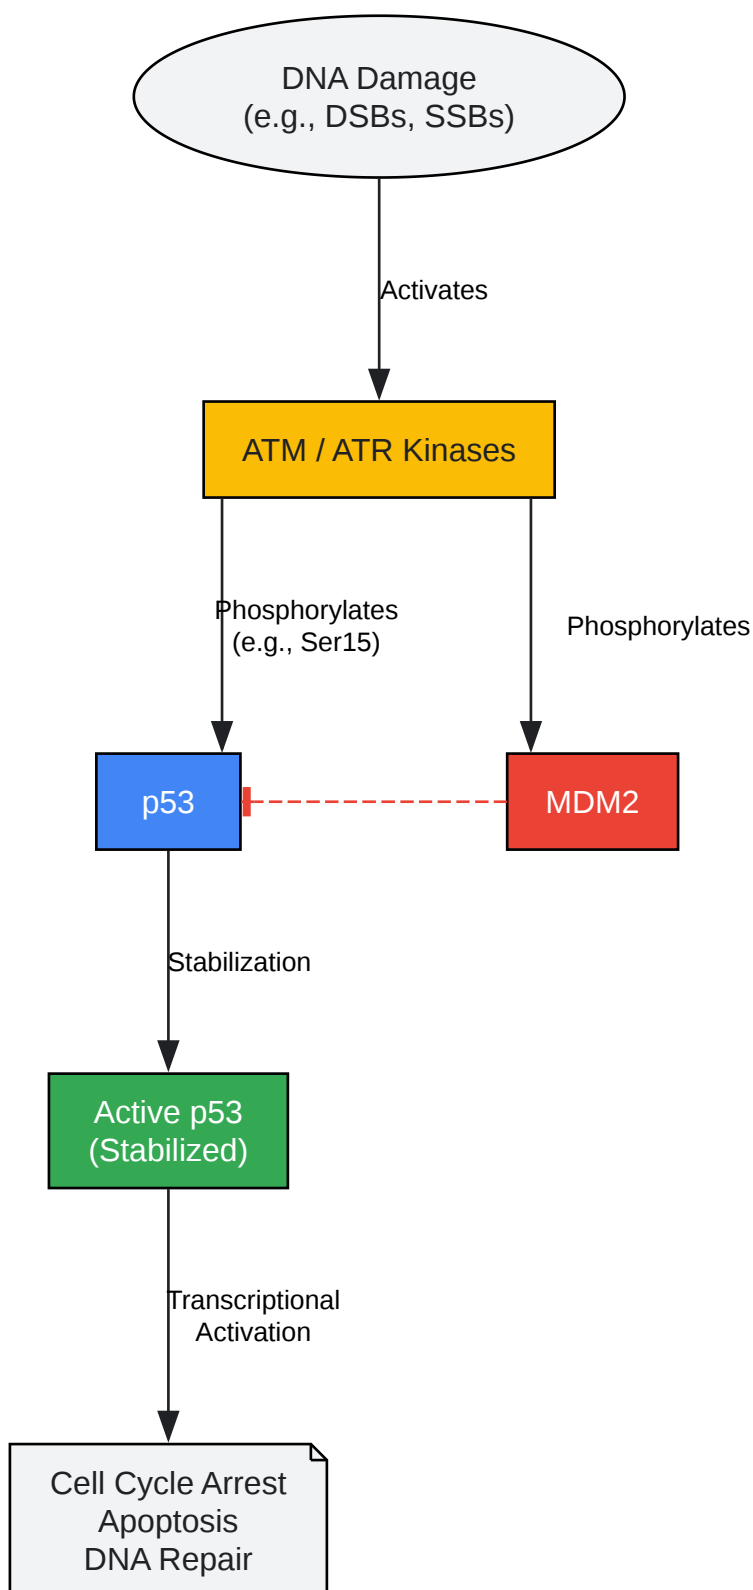 DNA Damage
(e.g., DSBs, SSBs)
Activates
ATM / ATR Kinases
Phosphorylates
(e.g., Ser15)
Phosphorylates
p53
MDM2
Stabilization
Active p53
(Stabilized)
Transcriptional
Activation
Cell Cycle Arrest
Apoptosis
DNA Repair